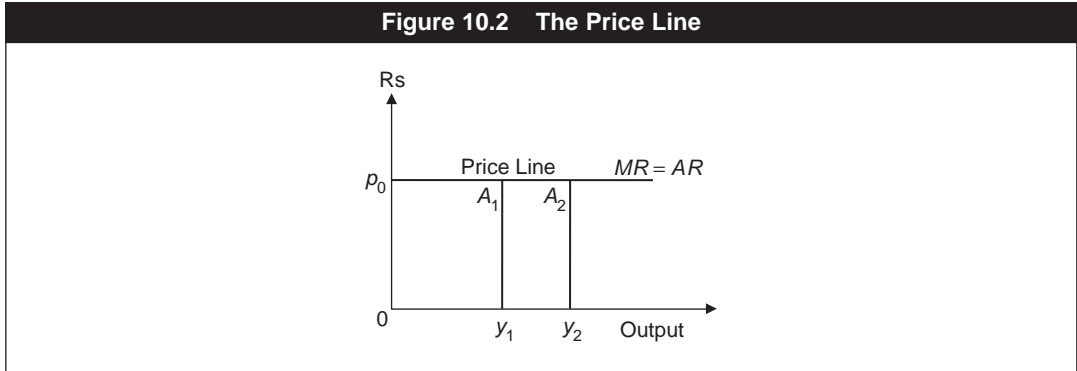 Figure 10.2 The Price Line
Rs
Price Line MR = AR
p0
A1 A2
0
y1 y2 Output